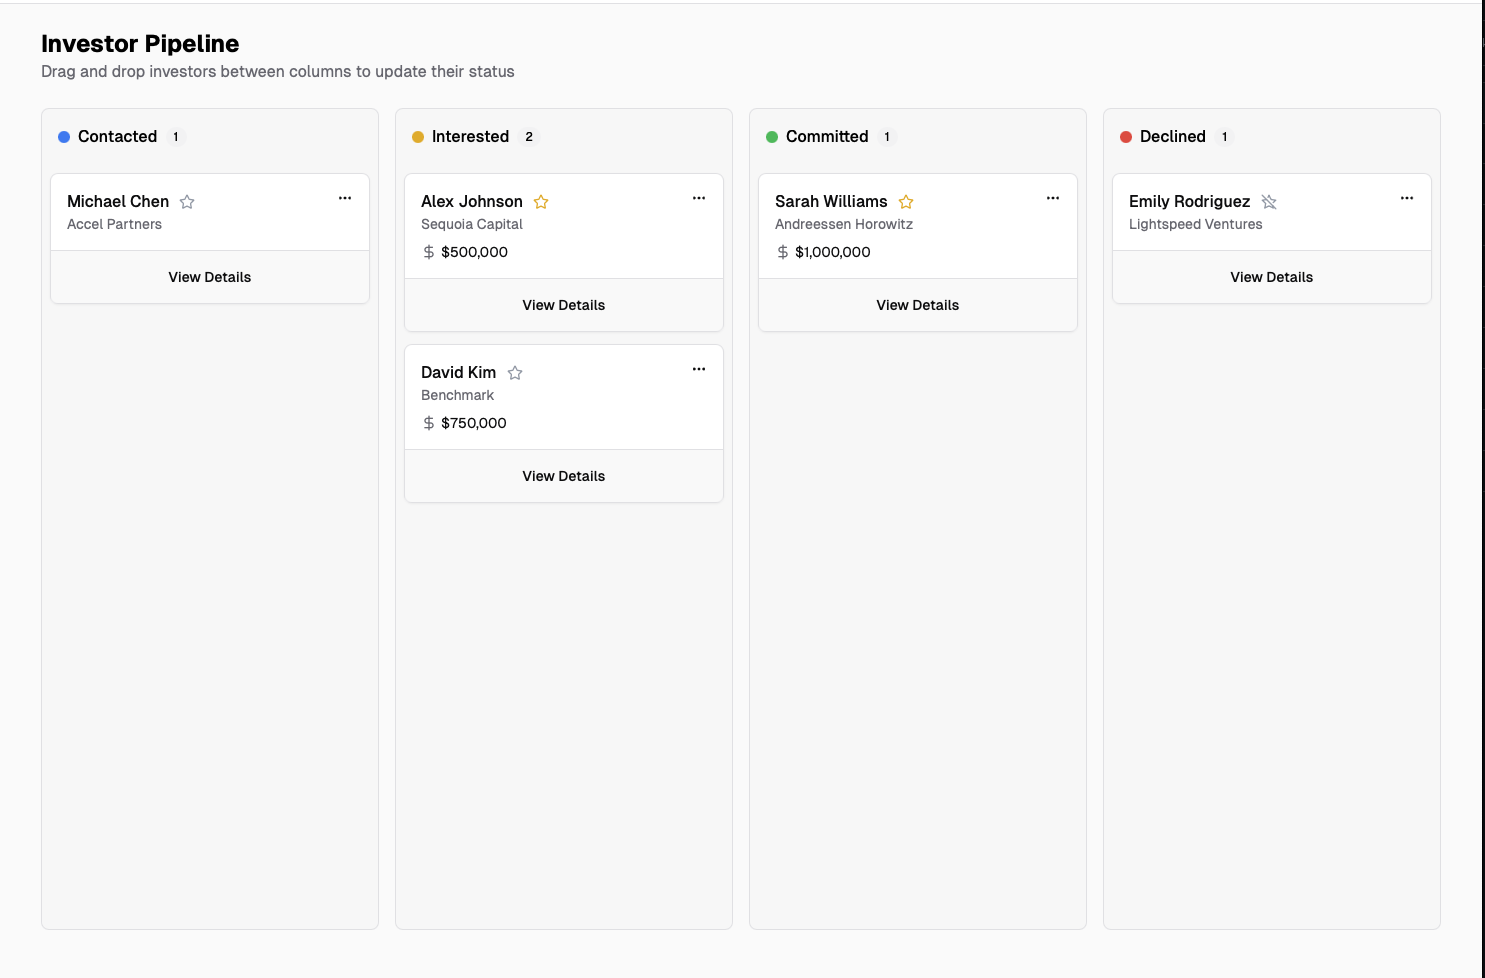 Investor Pipeline
Drag and drop investors between columns to update their status
Contacted 1
Michael Chen
Accel Partners
View Details
Interested 2
Alex Johnson
Sequoia Capital
$ $500,000
View Details
David Kim
Benchmark
$ $750,000
View Details
Committed 1
Sarah Williams
Andreessen Horowitz
$ $1,000,000
View Details
Declined 1
Emily Rodriguez
Lightspeed Ventures
View Details